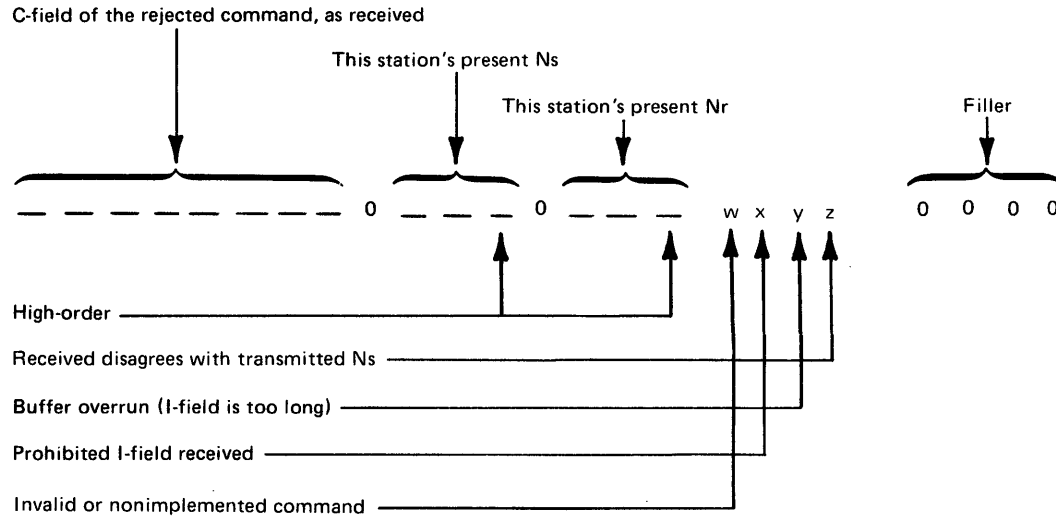 C-field of the rejected command, as received
This station's present Ns
This station's present Nr
Filler
_ _ _ _ _ _ _ _ 0 _ _ _ 0 _ _ _ w x y z 0 0 0 0
High-order
Received disagrees with transmitted Ns
Buffer overrun (I-field is too long)
Prohibited I-field received
Invalid or nonimplemented command